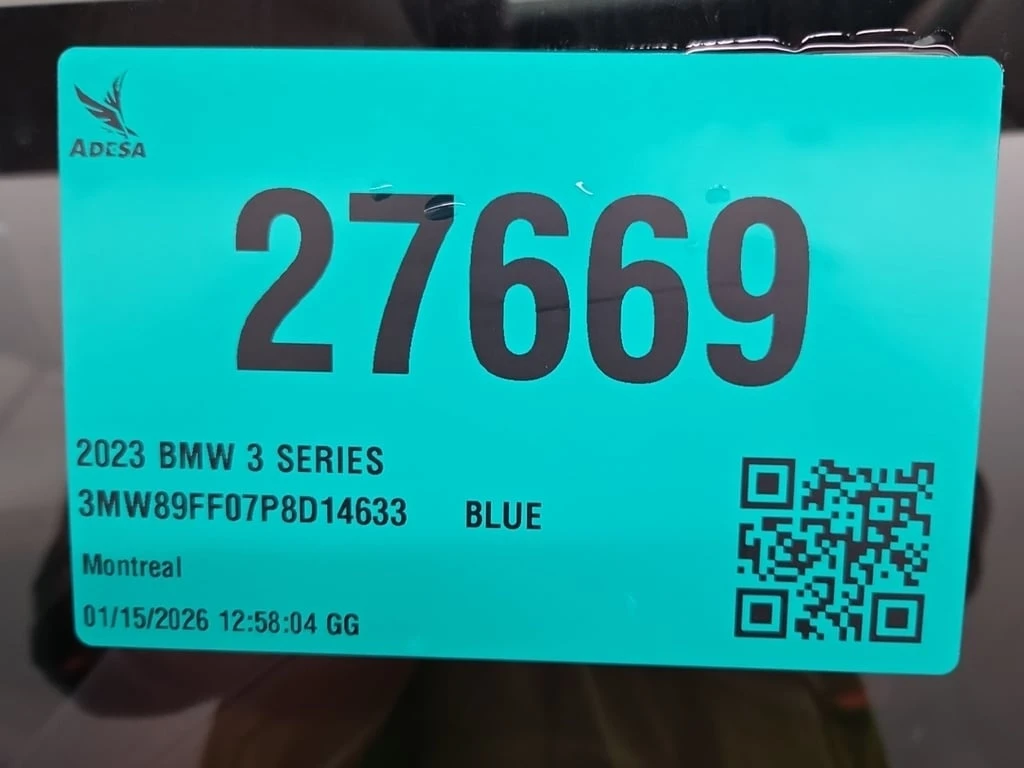 ADESA
27669
2023 BMW 3 SERIES
3MW89FF07P8D14633 BLUE
Montreal
01/15/2026 12:58:04 GG